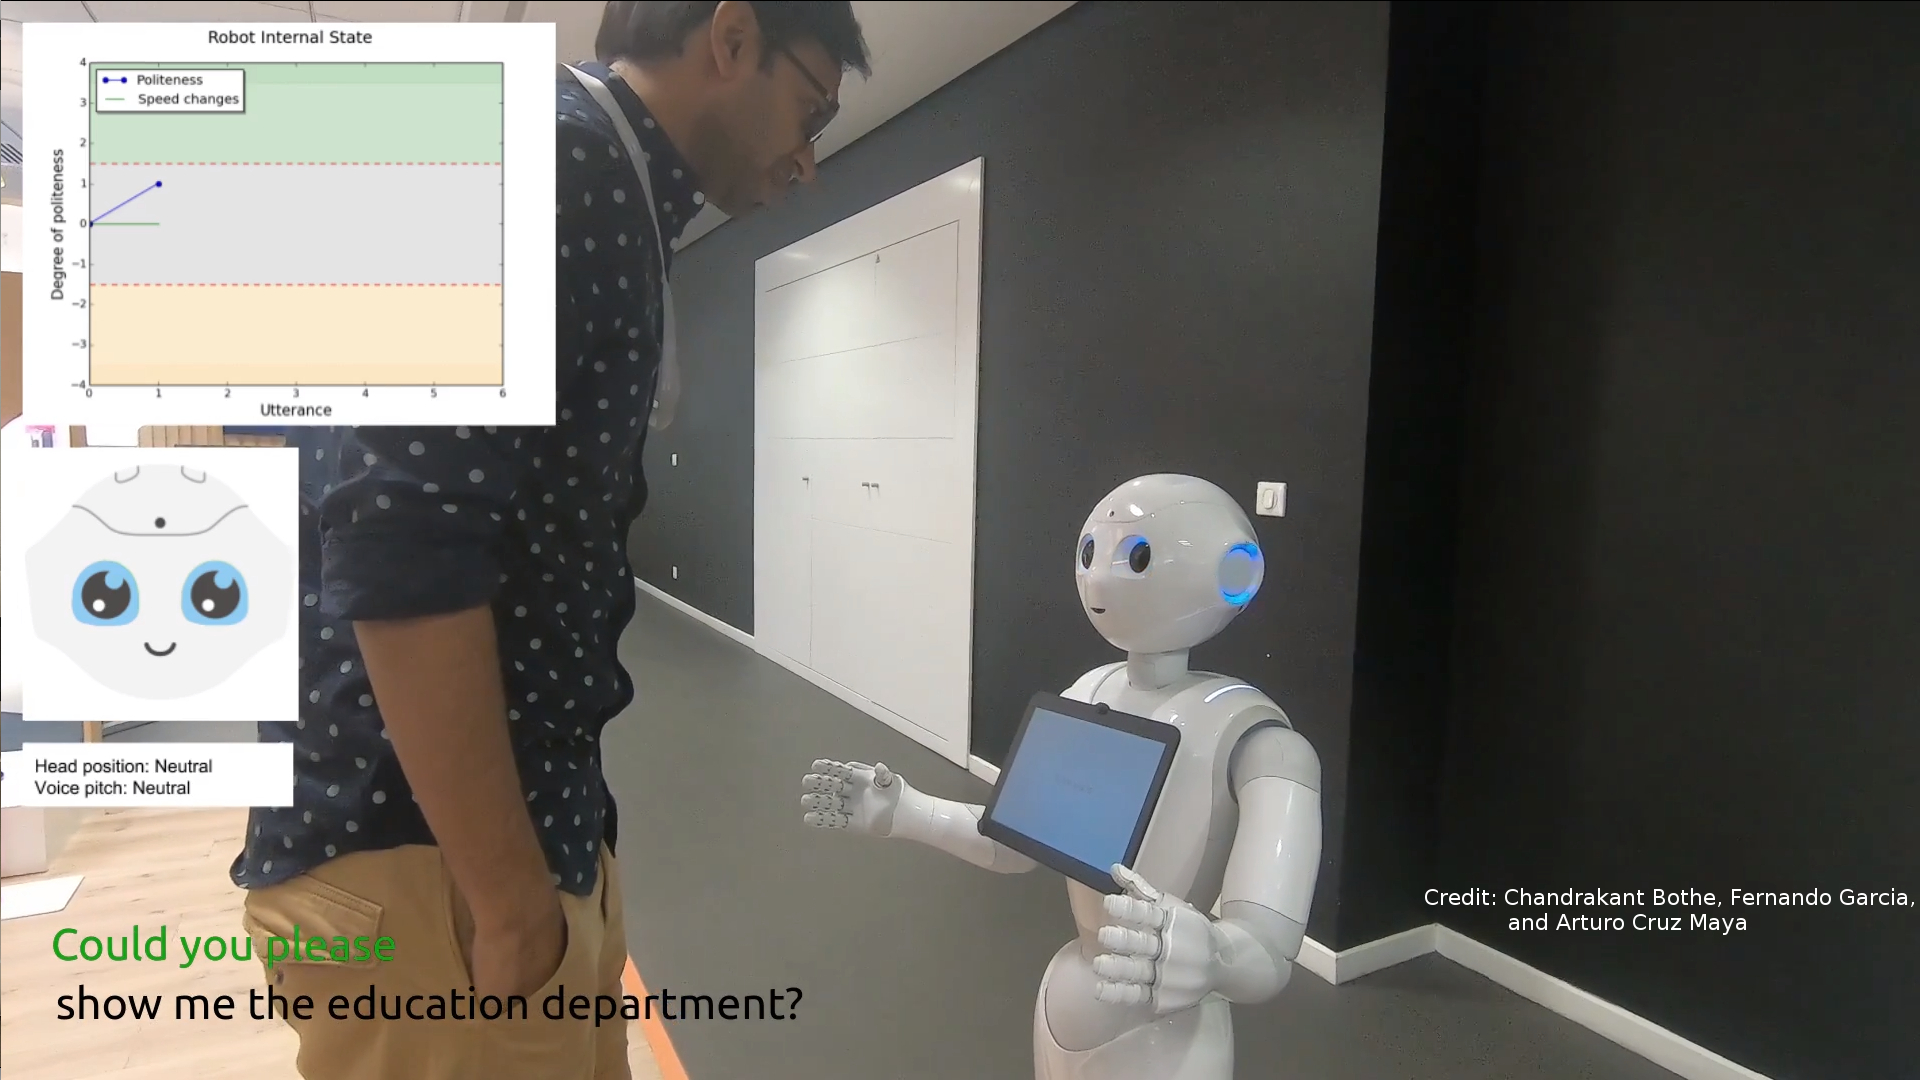 Robot Internal State
Politeness
Speed changes
4
3
2
1
0
−1
−2
−3
−4
Degree of politeness
0 1 2 3 4 5 6
Utterance
Head position: Neutral
Voice pitch: Neutral
Credit: Chandrakant Bothe, Fernando Garcia,
and Arturo Cruz Maya
Could you please
show me the education department?